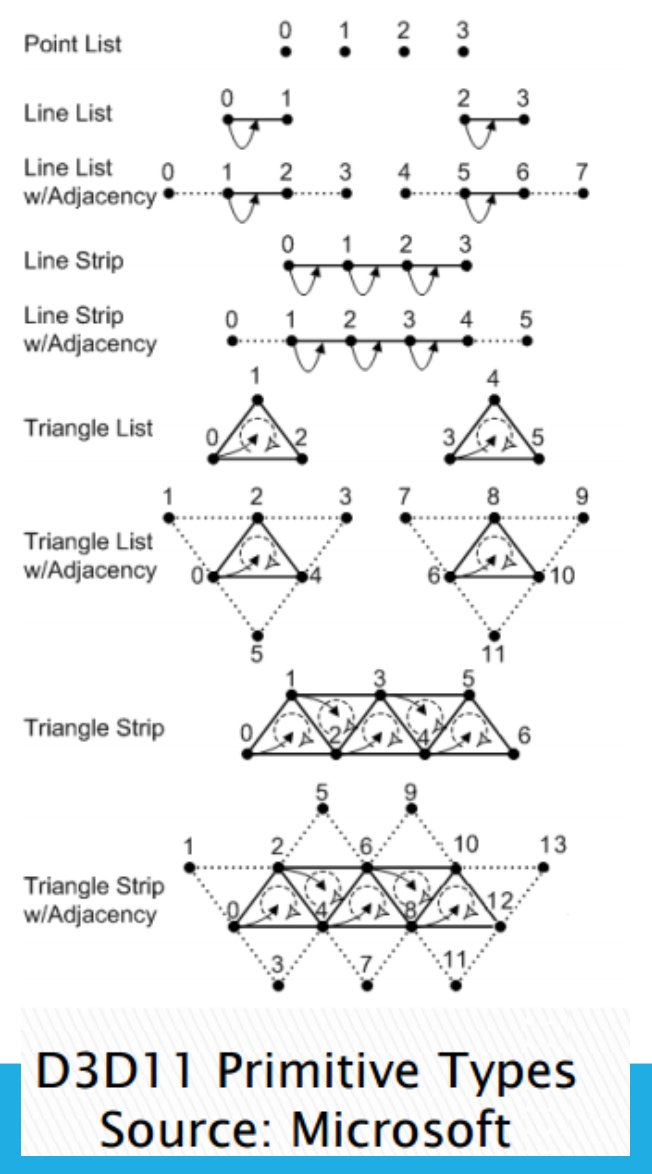 0 1 2 3
Point List
0 1 2 3
Line List
Line List
0 1 2 3 4 5 6 7
w/Adjacency
0 1 2 3
Line Strip
Line Strip
0 1 2 3 4 5
w/Adjacency
1 4
Triangle List
0 2 3 5
1 2 3 7 8 9
Triangle List
w/Adjacency
0 4 6 10
5 11
1 3 5
Triangle Strip
0 2 4 6
5 9
1 2 6 10 13
Triangle Strip
w/Adjacency
0 4 8 12
3 7 11
D3D11 Primitive Types
Source: Microsoft